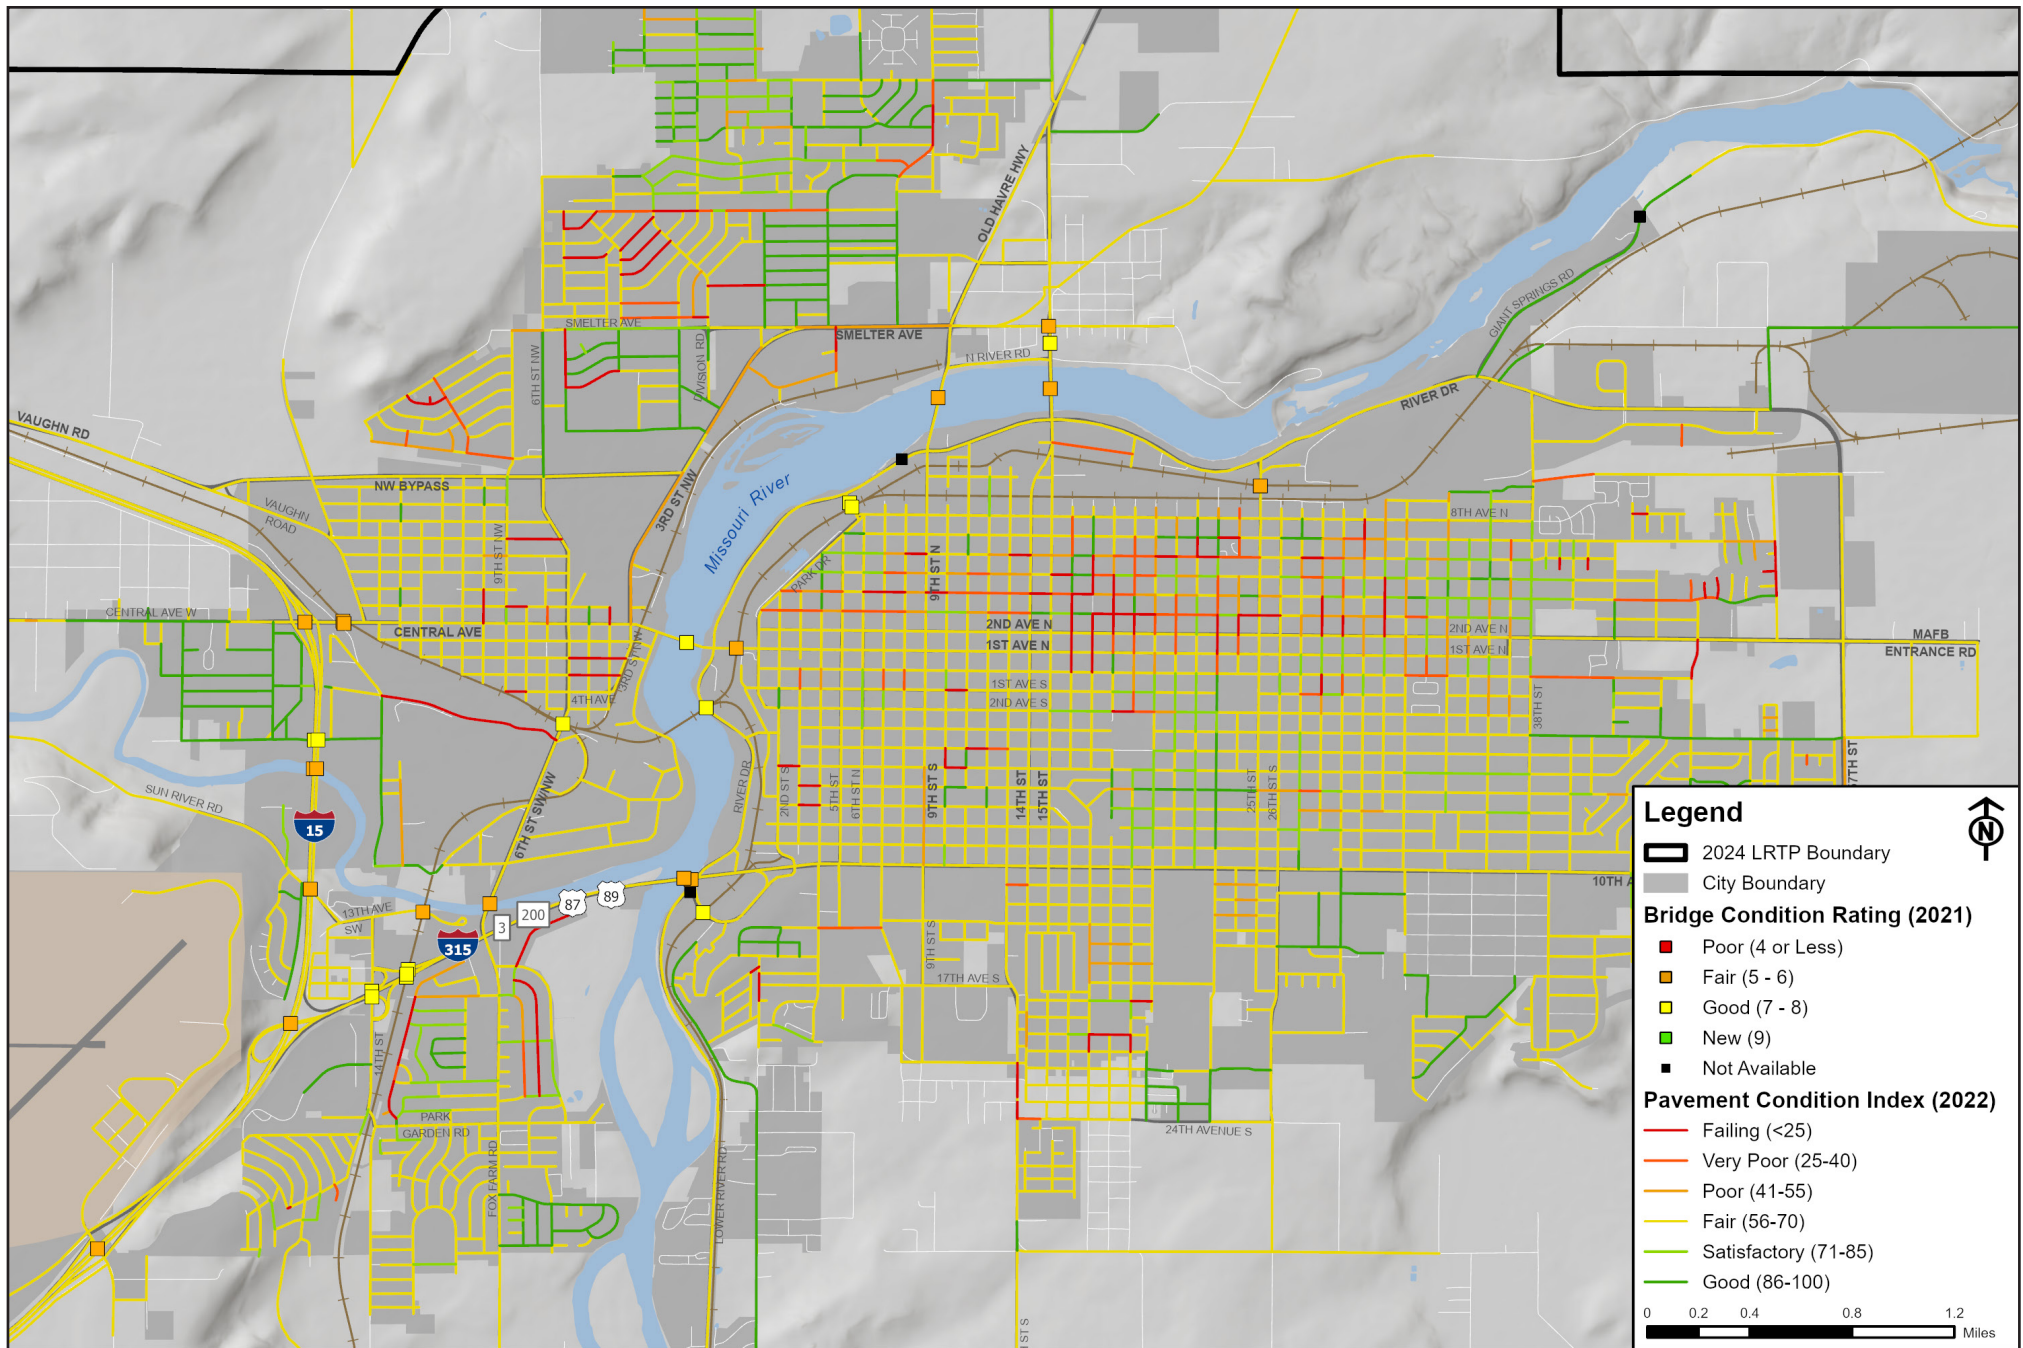 OLD HAVRE HWY
GIANT SPRINGS RD
SMELTER AVE
SMELTER AVE
N RIVER RD
6TH ST NW
DIVISION RD
RIVER DR
VAUGHN RD
NW BYPASS
VAUGHN
ROAD
3RD ST NW
Missouri River
8TH AVE N
9TH ST NW
9TH ST N
PARK DR
CENTRAL AVE W
CENTRAL AVE
2ND AVE N
2ND AVE N
1ST AVE N
1ST AVE N
MAFB
ENTRANCE RD
3RD ST NW
4TH AVE
1ST AVE S
2ND AVE S
38TH ST
SUN RIVER RD
15
6TH ST SW/NW
RIVER DR
2ND ST S
5TH ST
6TH ST N
9TH ST S
14TH ST
15TH ST
25TH ST
26TH ST S
7TH ST
10TH A
13TH AVE
SW
3
200
87
89
315
9TH ST S
17TH AVE S
14TH ST
PARK
GARDEN RD
FOX FARM RD
LOWER RIVER RD
24TH AVENUE S
H ST S
Legend
N
2024 LRTP Boundary
City Boundary
Bridge Condition Rating (2021)
Poor (4 or Less)
Fair (5 - 6)
Good (7 - 8)
New (9)
Not Available
Pavement Condition Index (2022)
Failing (<25)
Very Poor (25-40)
Poor (41-55)
Fair (56-70)
Satisfactory (71-85)
Good (86-100)
0 0.2 0.4 0.8 1.2
Miles